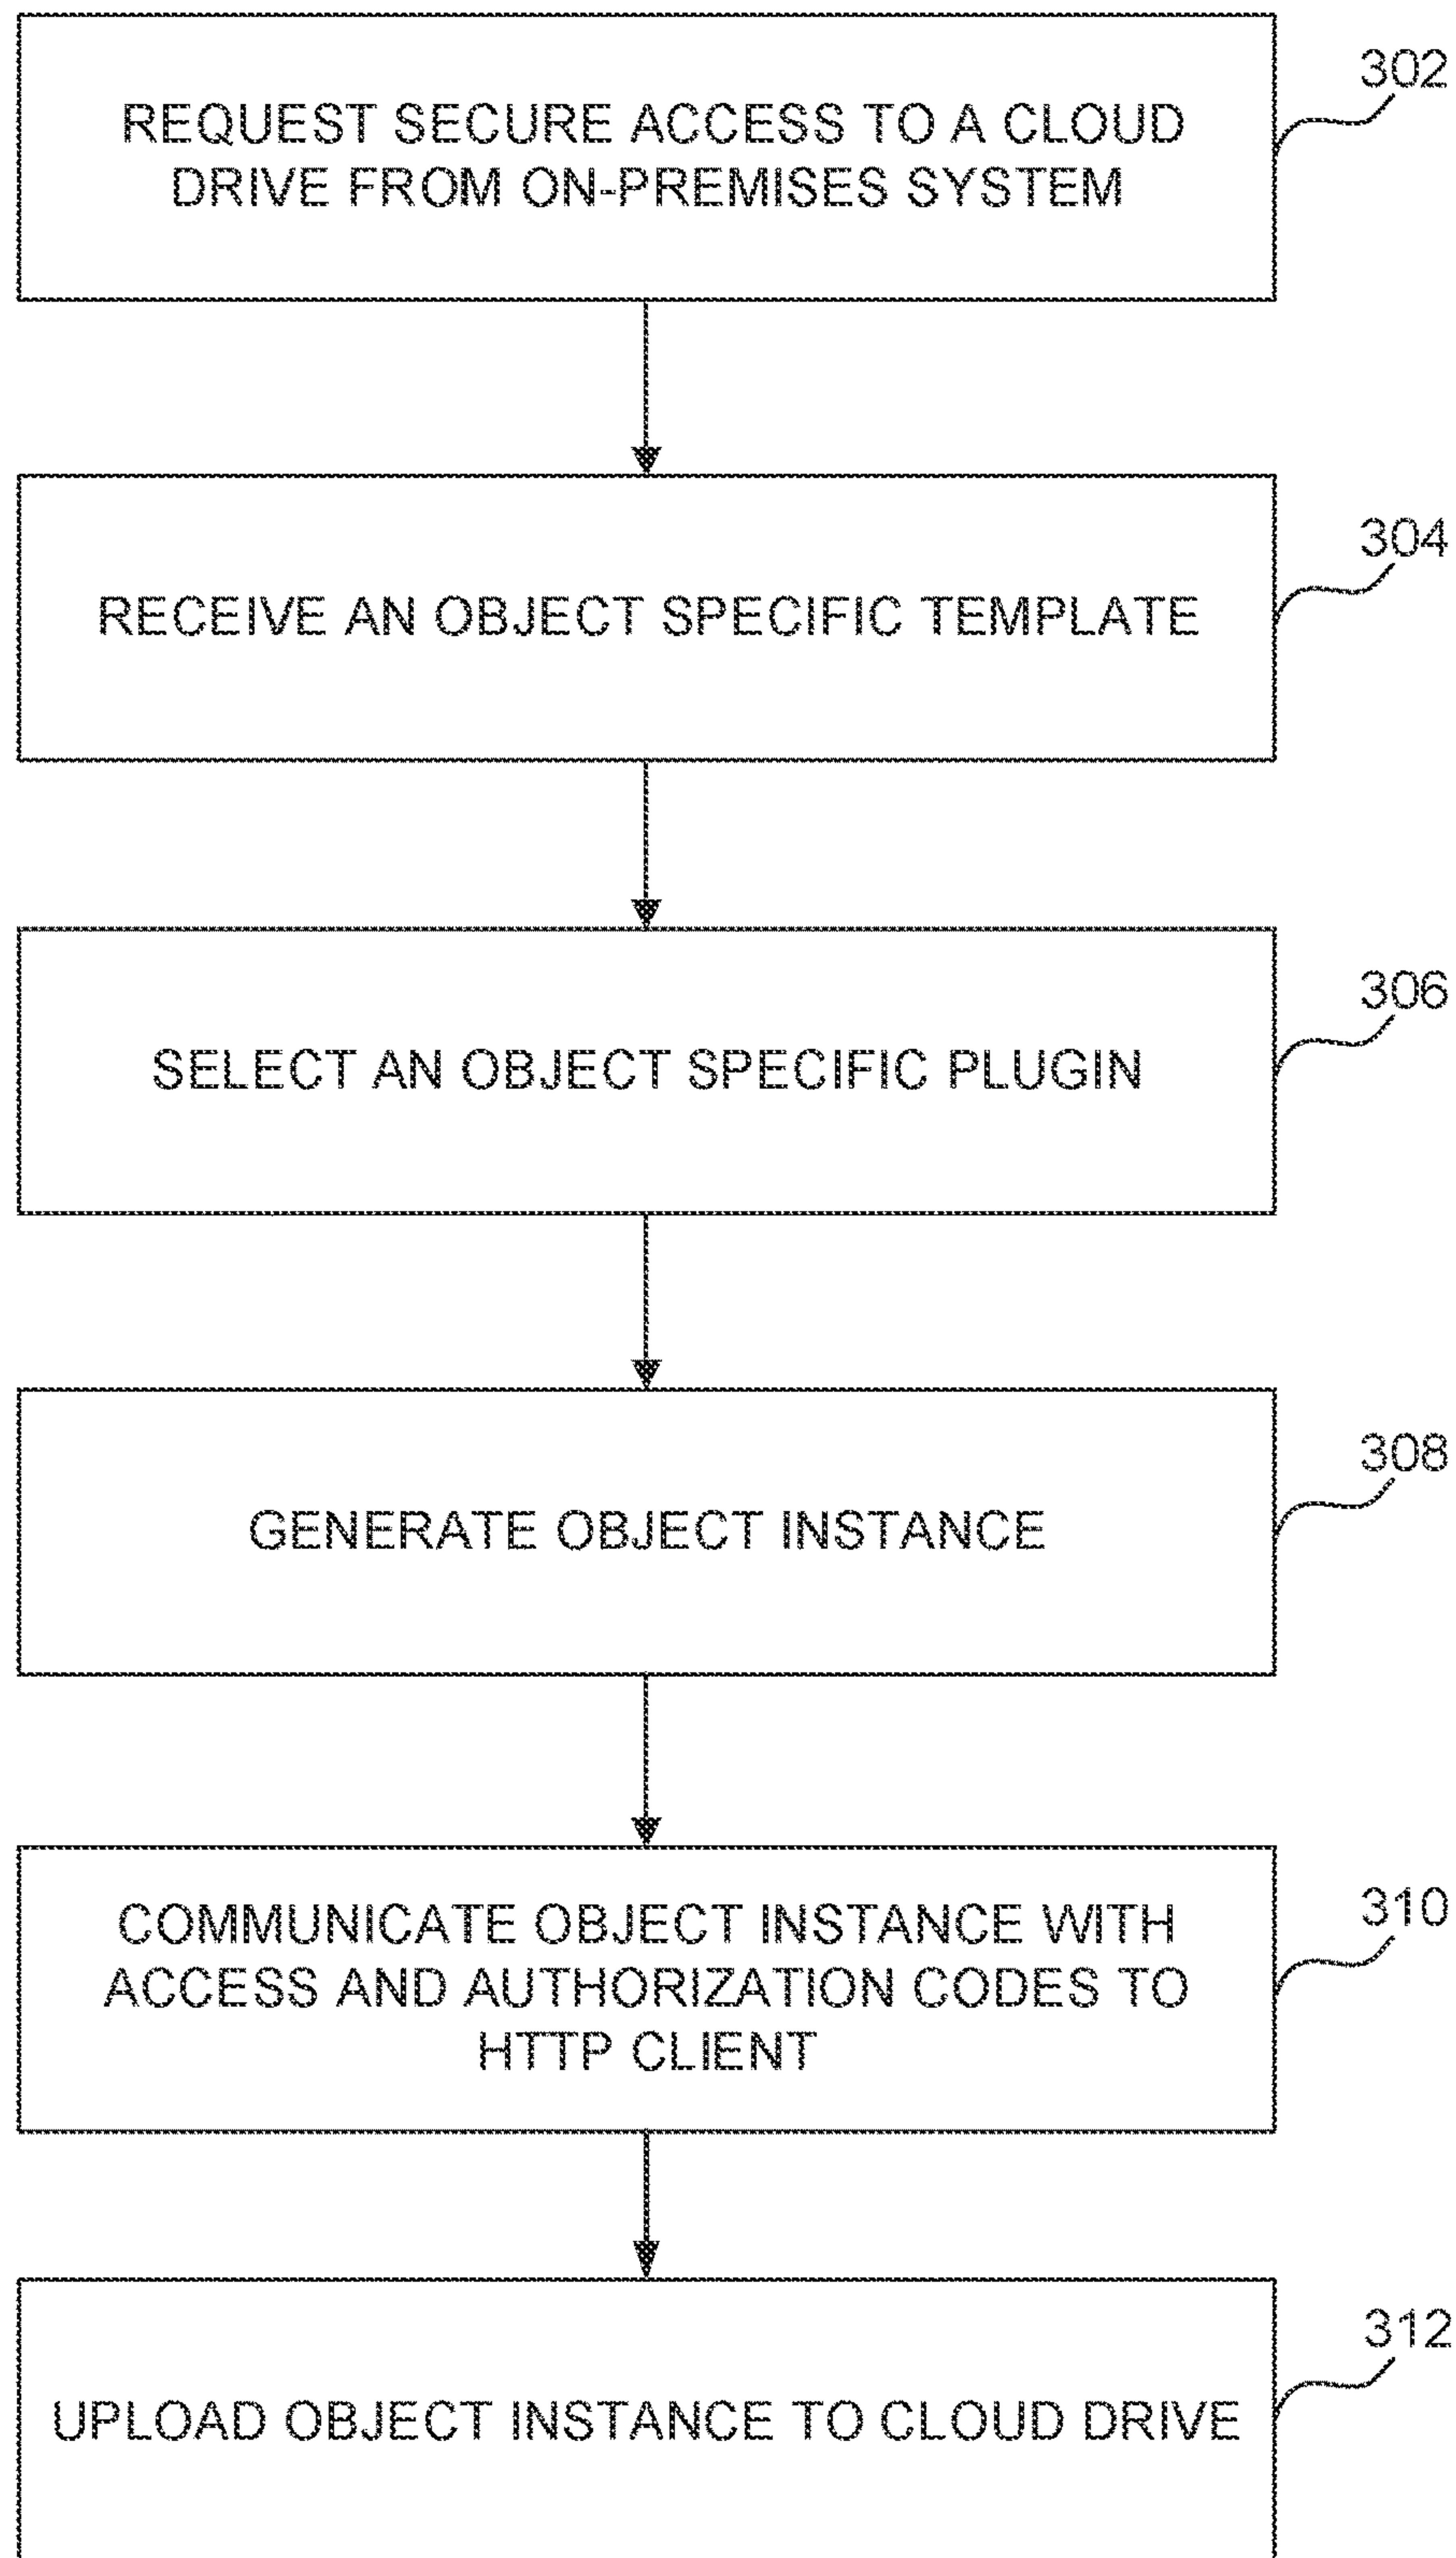 302
REQUEST SECURE ACCESS TO A CLOUD
DRIVE FROM ON-PREMISES SYSTEM
304
RECEIVE AN OBJECT SPECIFIC TEMPLATE
306
SELECT AN OBJECT SPECIFIC PLUGIN
308
GENERATE OBJECT INSTANCE
310
COMMUNICATE OBJECT INSTANCE WITH
ACCESS AND AUTHORIZATION CODES TO
HTTP CLIENT
312
UPLOAD OBJECT INSTANCE TO CLOUD DRIVE